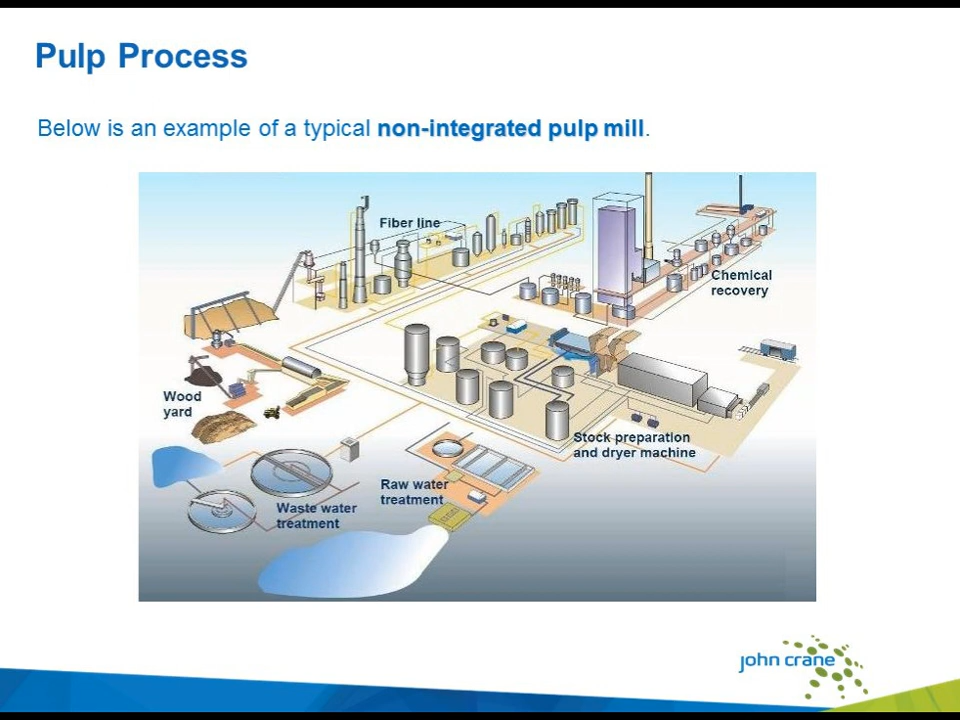 Pulp Process
Below is an example of a typical non-integrated pulp mill.
Fiber line
Chemical
recovery
Wood
yard
Stock preparation
and dryer machine
Raw water
treatment
Waste water
treatment
john crane